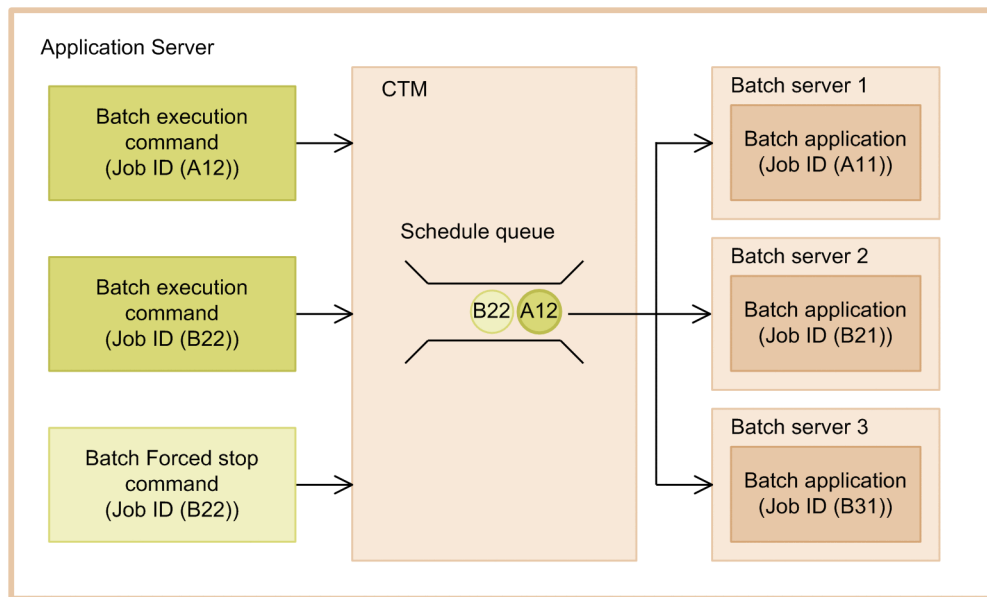 Application Server
Batch execution
command
(Job ID (A12))
Batch execution
command
(Job ID (B22))
Batch Forced stop
command
(Job ID (B22))
CTM
Schedule queue
B22 A12
Batch server 1
Batch application
(Job ID (A11))
Batch server 2
Batch application
(Job ID (B21))
Batch server 3
Batch application
(Job ID (B31))